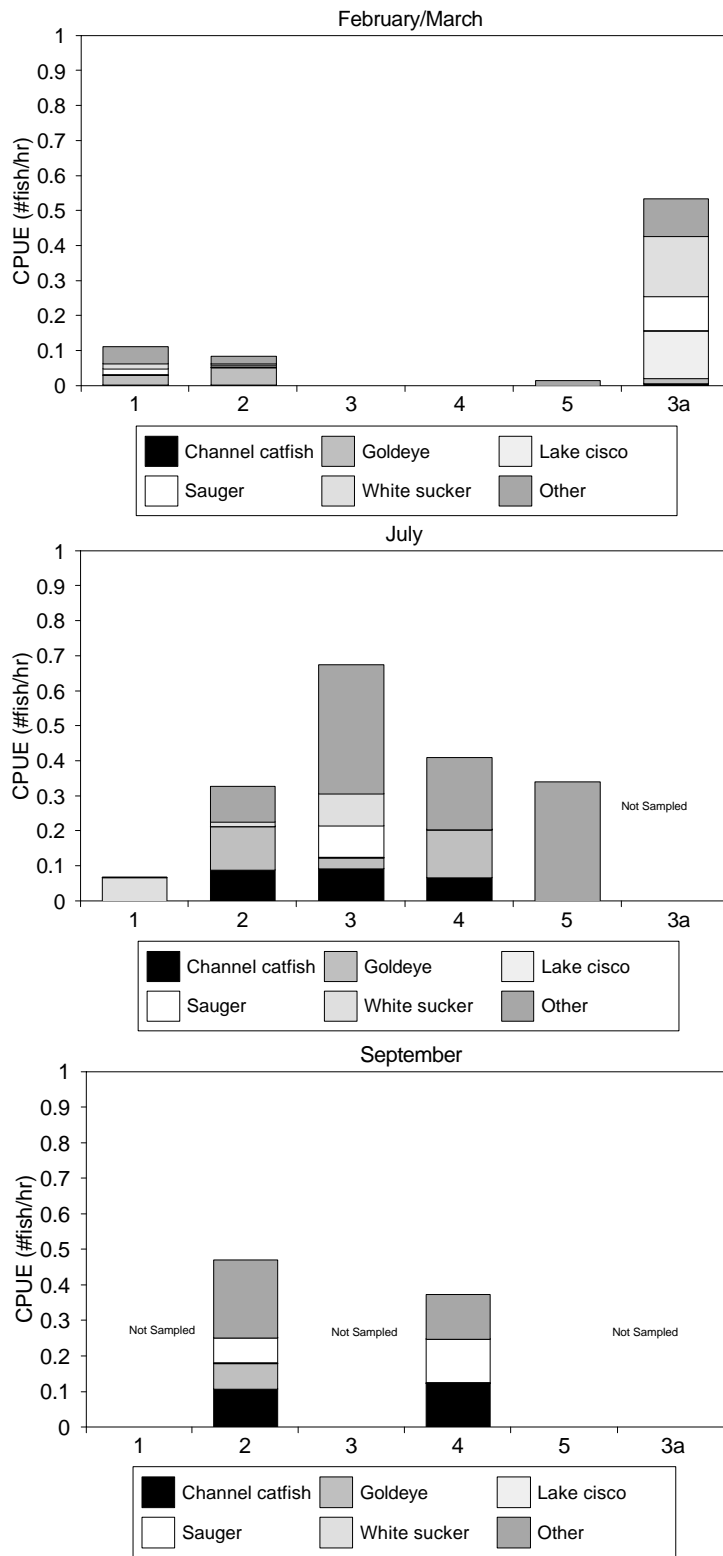 February/March
CPUE (#fish/hr)
1
0.9
0.8
0.7
0.6
0.5
0.4
0.3
0.2
0.1
0
1 2 3 4 5 3a
Channel catfish Goldeye Lake cisco
Sauger White sucker Other
July
CPUE (#fish/hr)
1
0.9
0.8
0.7
0.6
0.5
0.4
0.3
0.2
0.1
0
Not Sampled
1 2 3 4 5 3a
Channel catfish Goldeye Lake cisco
Sauger White sucker Other
September
CPUE (#fish/hr)
1
0.9
0.8
0.7
0.6
0.5
0.4
0.3
0.2
0.1
0
Not Sampled Not Sampled Not Sampled
1 2 3 4 5 3a
Channel catfish Goldeye Lake cisco
Sauger White sucker Other